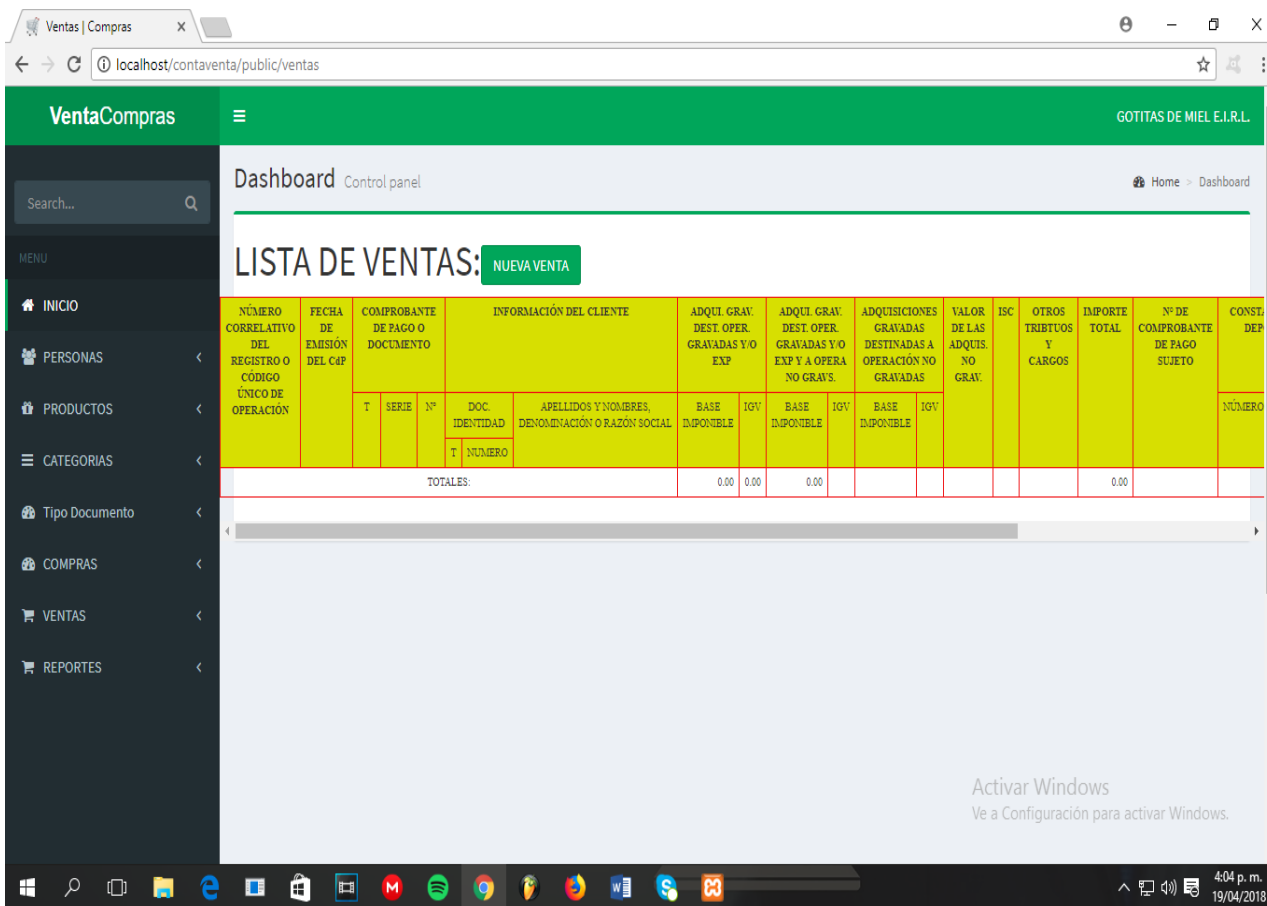 Ventas | Compras
localhost/contaventa/public/ventas
VentaCompras
GOTITAS DE MIEL E.I.R.L.
Dashboard Control panel
Home > Dashboard
Search...
MENU
INICIO
PERSONAS
PRODUCTOS
CATEGORIAS
Tipo Documento
COMPRAS
VENTAS
REPORTES
LISTA DE VENTAS: NUEVA VENTA
NÚMERO CORRELATIVO DEL REGISTRO O CÓDIGO ÚNICO DE OPERACIÓN
FECHA DE EMISIÓN DEL CdP
COMPROBANTE DE PAGO O DOCUMENTO
INFORMACIÓN DEL CLIENTE
ADQUI. GRAV. DEST. OPER. GRAVADAS Y/O EXP
ADQUI. GRAV. DEST. OPER. GRAVADAS Y/O EXP Y A OPERA NO GRAVS.
ADQUISICIONES GRAVADAS DESTINADAS A OPERACIÓN NO GRAVADAS
VALOR DE LAS ADQUIS. NO GRAV.
ISC
OTROS TRIBTUOS Y CARGOS
IMPORTE TOTAL
Nº DE COMPROBANTE DE PAGO SUJETO
CONSTA
DEP
T SERIE Nº
DOC. IDENTIDAD
APELLIDOS Y NOMBRES, DENOMINACIÓN O RAZÓN SOCIAL
BASE IMPONIBLE IGV
BASE IMPONIBLE IGV
BASE IMPONIBLE IGV
NÚMERO
T NUMERO
TOTALES: 0.00 0.00 0.00 0.00
Activar Windows
Ve a Configuración para activar Windows.
4:04 p. m.
19/04/2018